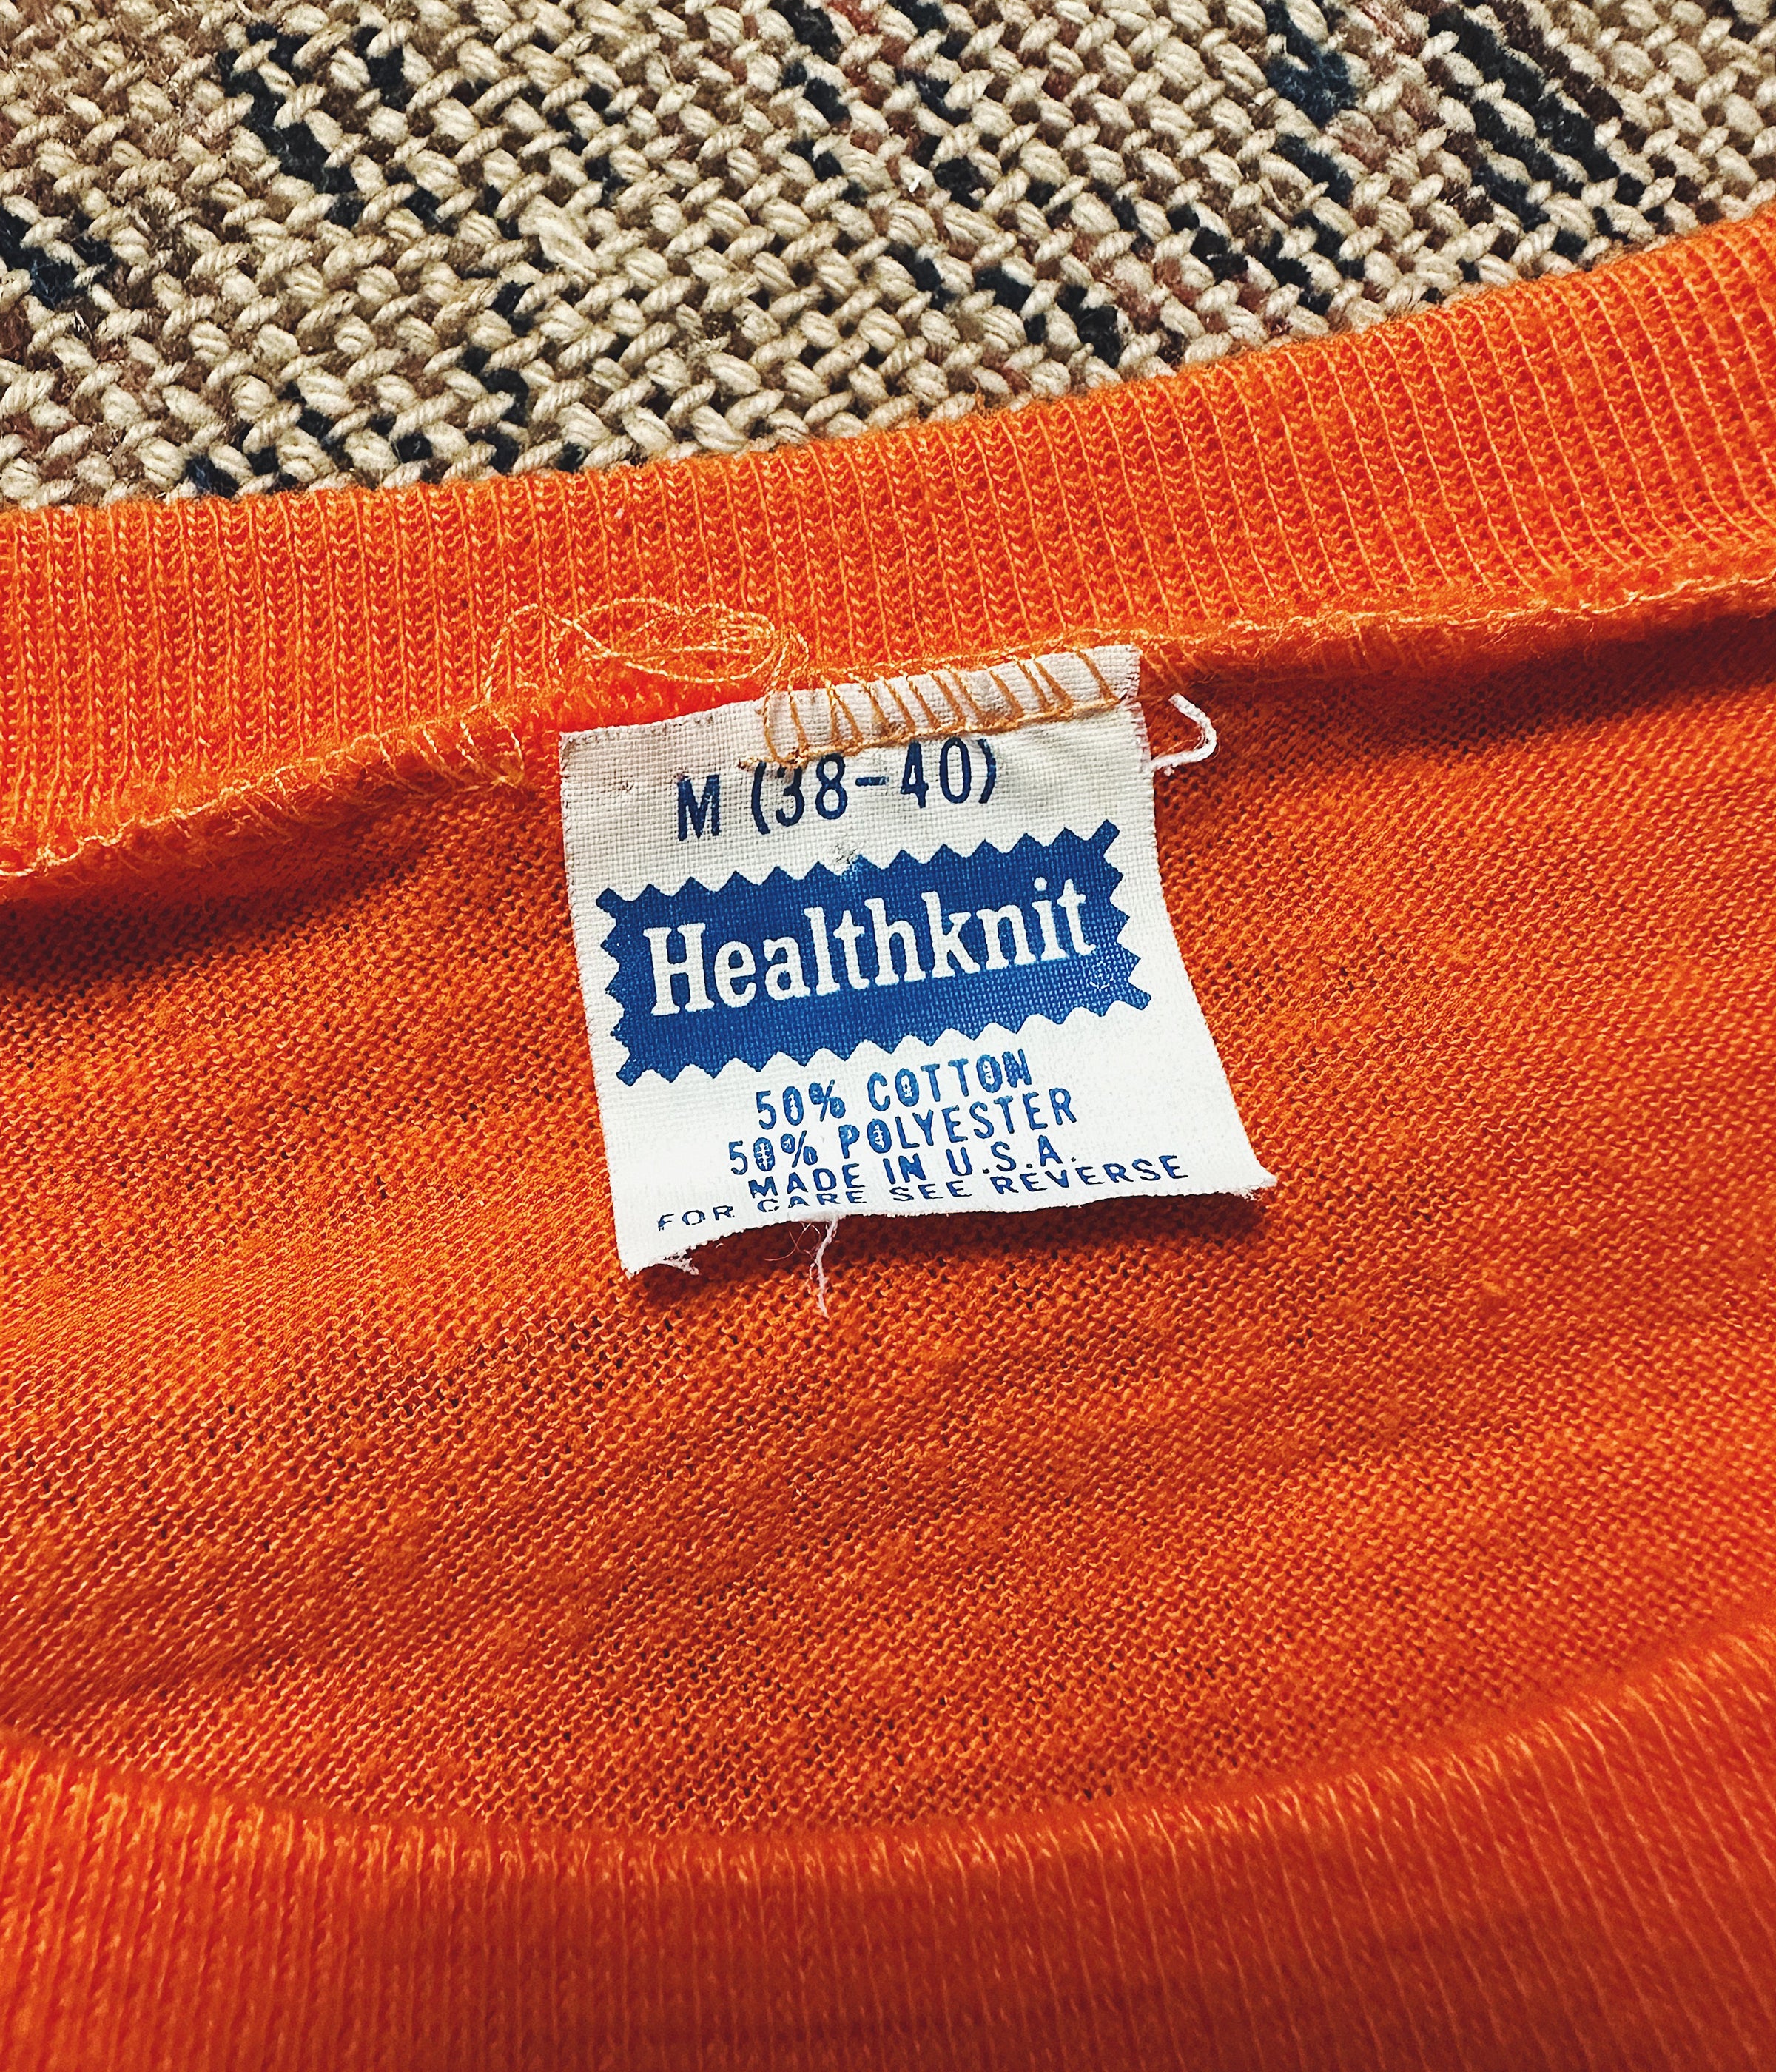 M (38-40)
Healthknit
50% COTTON
50% POLYESTER
MADE IN U.S.A.
FOR CARE SEE REVERSE